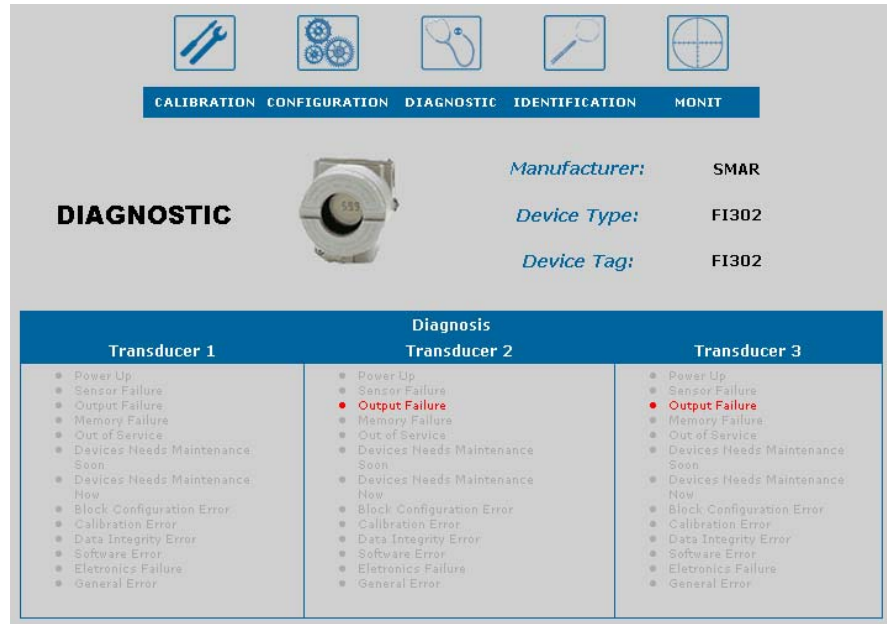 CALIBRATION CONFIGURATION DIAGNOSTIC IDENTIFICATION MONIT
DIAGNOSTIC
Manufacturer: SMAR
Device Type: FI302
Device Tag: FI302
Diagnosis
Transducer 1
Power Up
Sensor Failure
Output Failure
Memory Failure
Out of Service
Devices Needs Maintenance
Soon
Devices Needs Maintenance
Now
Block Configuration Error
Calibration Error
Data Integrity Error
Software Error
Eletronics Failure
General Error
Transducer 2
Power Up
Sensor Failure
Output Failure
Memory Failure
Out of Service
Devices Needs Maintenance
Soon
Devices Needs Maintenance
Now
Block Configuration Error
Calibration Error
Data Integrity Error
Software Error
Eletronics Failure
General Error
Transducer 3
Power Up
Sensor Failure
Output Failure
Memory Failure
Out of Service
Devices Needs Maintenance
Soon
Devices Needs Maintenance
Now
Block Configuration Error
Calibration Error
Data Integrity Error
Software Error
Eletronics Failure
General Error